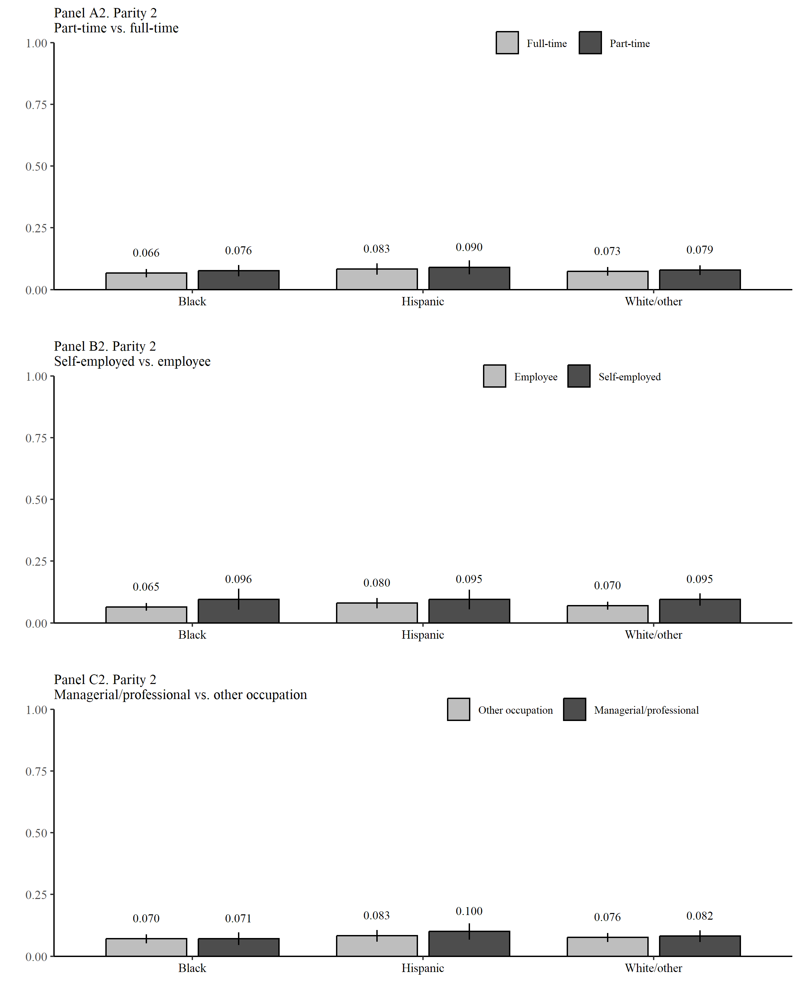 Panel A2. Parity 2
Part-time vs. full-time
Full-time Part-time
1.00
0.75
0.50
0.25
0.00
0.066 0.076 0.083 0.090 0.073 0.079
Black Hispanic White/other
Panel B2. Parity 2
Self-employed vs. employee
Employee Self-employed
1.00
0.75
0.50
0.25
0.00
0.065 0.096 0.080 0.095 0.070 0.095
Black Hispanic White/other
Panel C2. Parity 2
Managerial/professional vs. other occupation
Other occupation Managerial/professional
1.00
0.75
0.50
0.25
0.00
0.070 0.071 0.083 0.100 0.076 0.082
Black Hispanic White/other